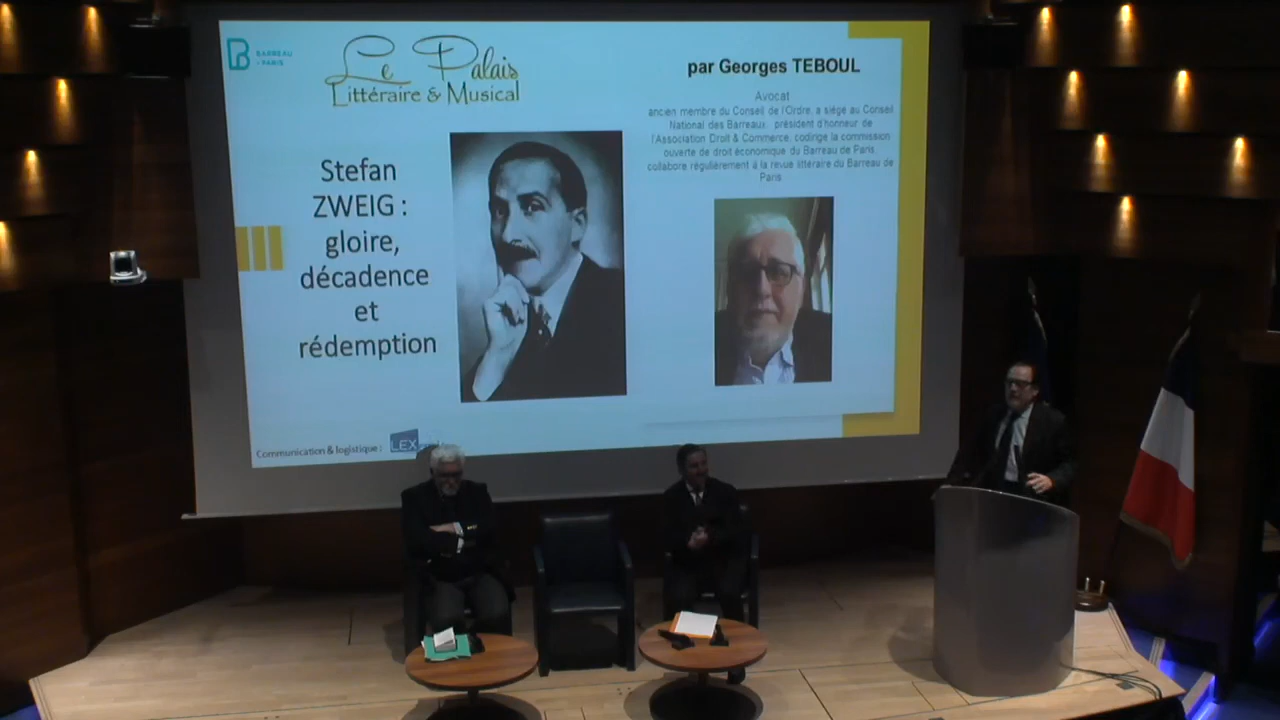 BARREAU
PARIS
Le Palais
Littéraire & Musical
Stefan
ZWEIG :
gloire,
décadence
et
rédemption
par Georges TEBOUL
Avocat
ancien membre du Conseil de l'Ordre, a siégé au Conseil
National des Barreaux, président d'honneur de
l'Association Droit & Commerce, codirige la commission
ouverte de droit économique du Barreau de Paris,
collabore régulièrement à la revue littéraire du Barreau de
Paris
Communication & logistique :
LEX